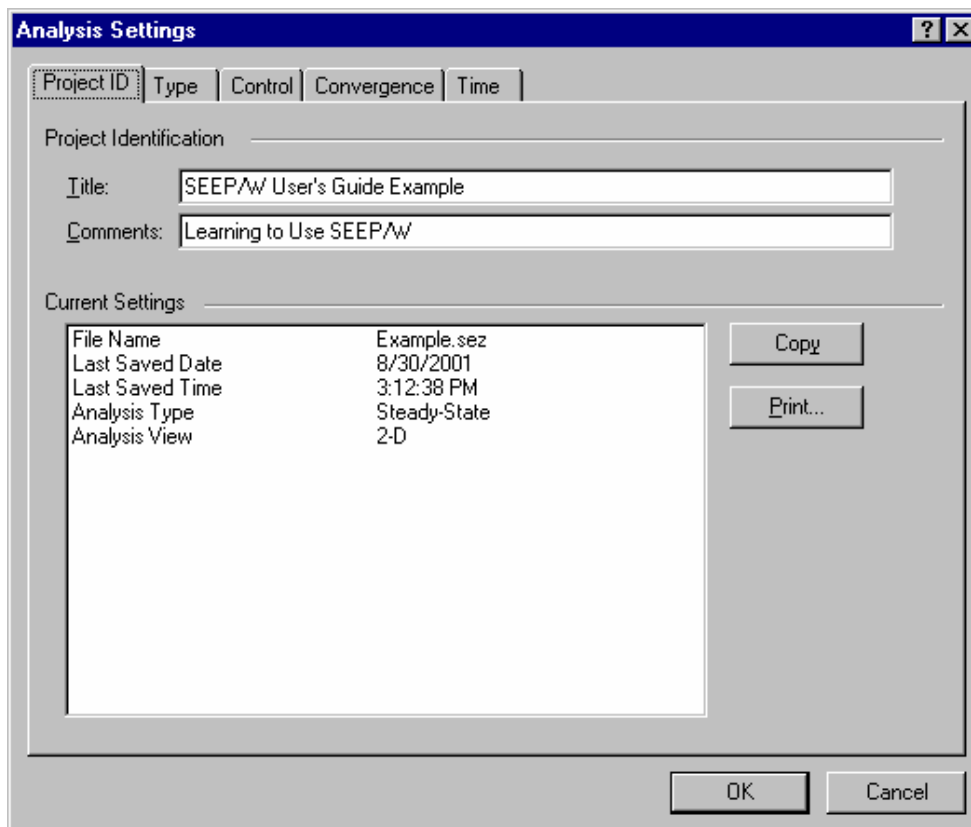 Analysis Settings
? X
Project ID Type Control Convergence Time
Project Identification
Title: SEEP/W User's Guide Example
Comments: Learning to Use SEEP/W
Current Settings
File Name Example.sez
Last Saved Date 8/30/2001
Last Saved Time 3:12:38 PM
Analysis Type Steady-State
Analysis View 2-D
Copy
Print...
OK Cancel